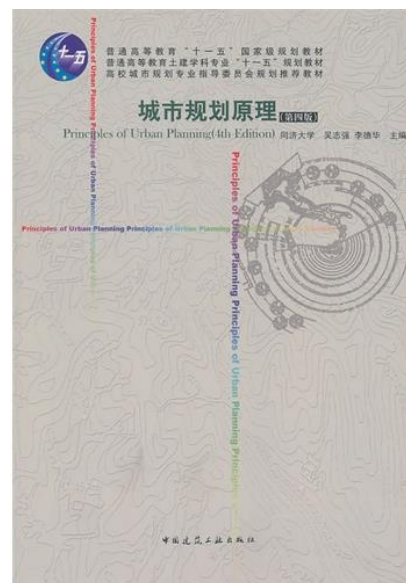 十一五
普通高等教育“十一五”国家级规划教材
普通高等教育土建学科专业“十一五”规划教材
高校城市规划专业指导委员会规划推荐教材
城市规划原理(第四版)
Principles of Urban Planning(4th Edition) 同济大学 吴志强 李德华 主编
Principles of Urban Planning Principles of Urban Planning
Principles of Urban Planning Principles of Urban Planning
Principles of Urban Planning Principles of Urban Planning Principles
中国建筑工业出版社